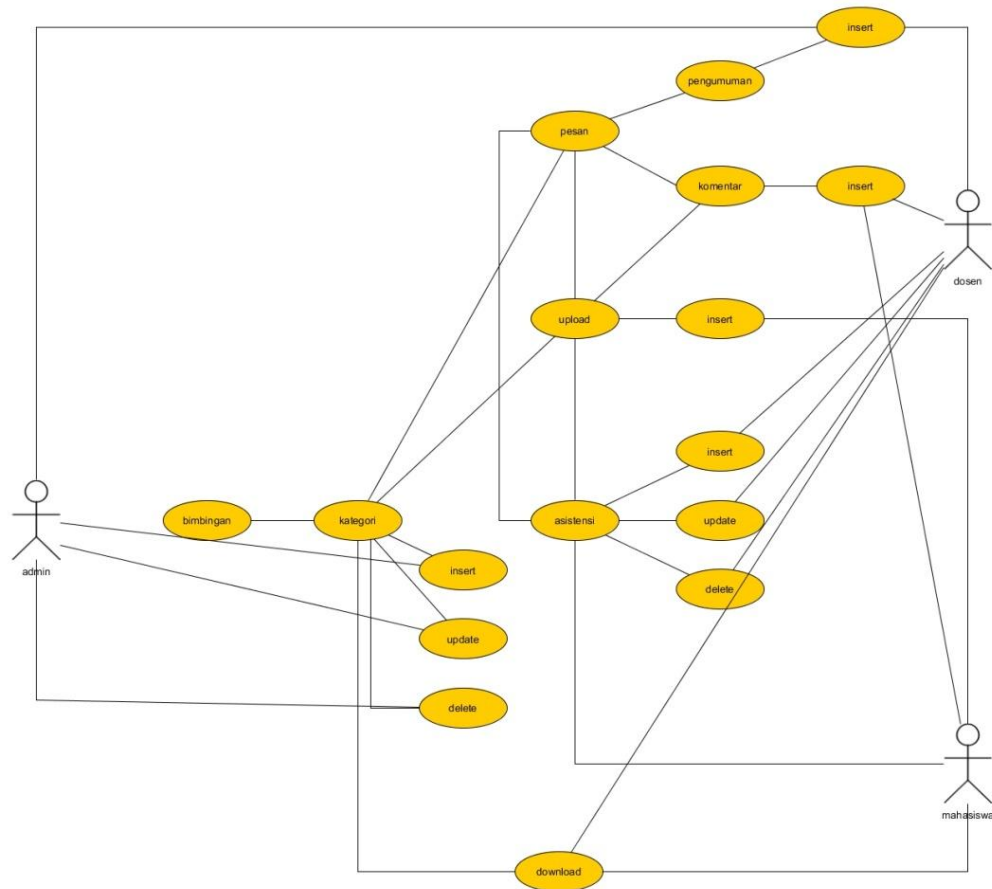 insert
pengumuman
pesan
komentar
insert
dosen
upload
insert
insert
bimbingan
kategori
asistensi
update
admin
insert
delete
update
delete
mahasiswa
download